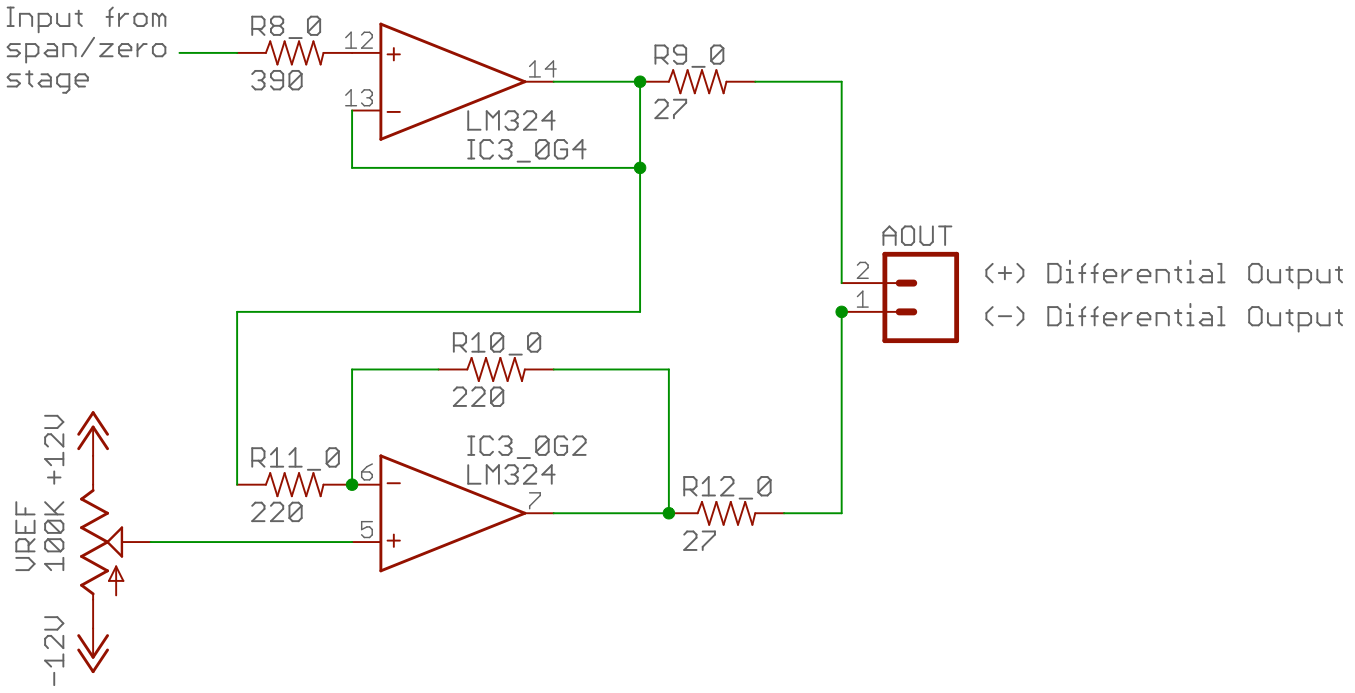 Input from
span/zero
stage
R8_0
390
12
13
+
−
14
LM324
IC3_0G4
R9_0
27
AOUT
2
1
(+) Differential Output
(-) Differential Output
R10_0
220
R11_0
220
6
5
−
+
IC3_0G2
LM324
7
R12_0
27
+12V
VREF
100K
-12V